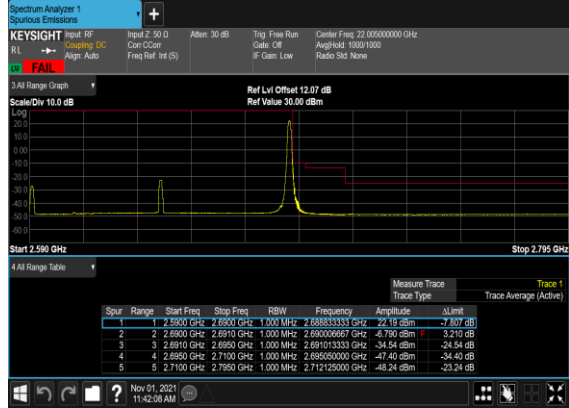 Spectrum Analyzer 1
Spurious Emissions
+
KEYSIGHT Input: RF Input Z: 50 Ω Atten: 30 dB Trig: Free Run Center Freq: 22.005000000 GHz
RL Coupling: DC Corr CCorr Gate: Off Avg|Hold: 1000/1000
Align: Auto Freq Ref: Int (S) IF Gain: Low Radio Std: None
FAIL
3 All Range Graph
Ref Lvl Offset 12.07 dB
Scale/Div 10.0 dB Ref Value 30.00 dBm
Log
20.0
10.0
0.00
-10.0
-20.0
-30.0
-40.0
-50.0
-60.0
Start 2.590 GHz Stop 2.795 GHz
4 All Range Table
Measure Trace Trace 1
Trace Type Trace Average (Active)
Spur Range Start Freq Stop Freq RBW Frequency Amplitude ΔLimit
1 1 2.5900 GHz 2.6900 GHz 1.000 MHz 2.688833333 GHz 22.19 dBm -7.807 dB
2 2 2.6900 GHz 2.6910 GHz 1.000 MHz 2.690006667 GHz -6.790 dBm F 3.210 dB
3 3 2.6910 GHz 2.6950 GHz 1.000 MHz 2.691013333 GHz -34.54 dBm -24.54 dB
4 4 2.6950 GHz 2.7100 GHz 1.000 MHz 2.695050000 GHz -47.40 dBm -34.40 dB
5 5 2.7100 GHz 2.7950 GHz 1.000 MHz 2.712125000 GHz -48.24 dBm -23.24 dB
? Nov 01, 2021
11:42:08 AM